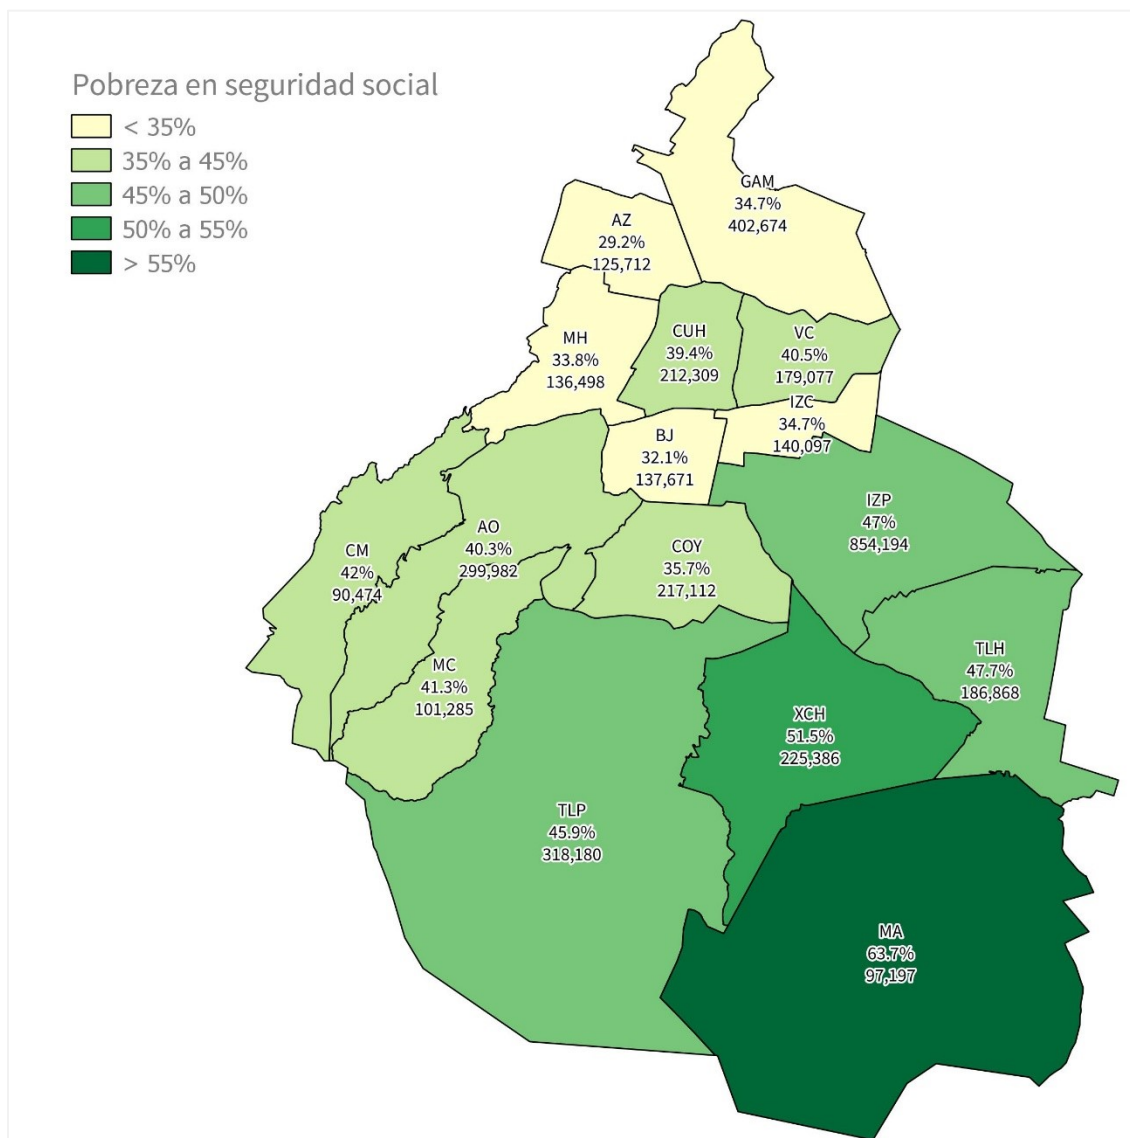 Pobreza en seguridad social
< 35%
35% a 45%
45% a 50%
50% a 55%
> 55%
GAM
34.7%
402,674
AZ
29.2%
125,712
MH
33.8%
136,498
CUH
39.4%
212,309
VC
40.5%
179,077
IZC
34.7%
140,097
BJ
32.1%
137,671
IZP
47%
854,194
AO
40.3%
299,982
CM
42%
90,474
COY
35.7%
217,112
MC
41.3%
101,285
TLH
47.7%
186,868
XCH
51.5%
225,386
TLP
45.9%
318,180
MA
63.7%
97,197